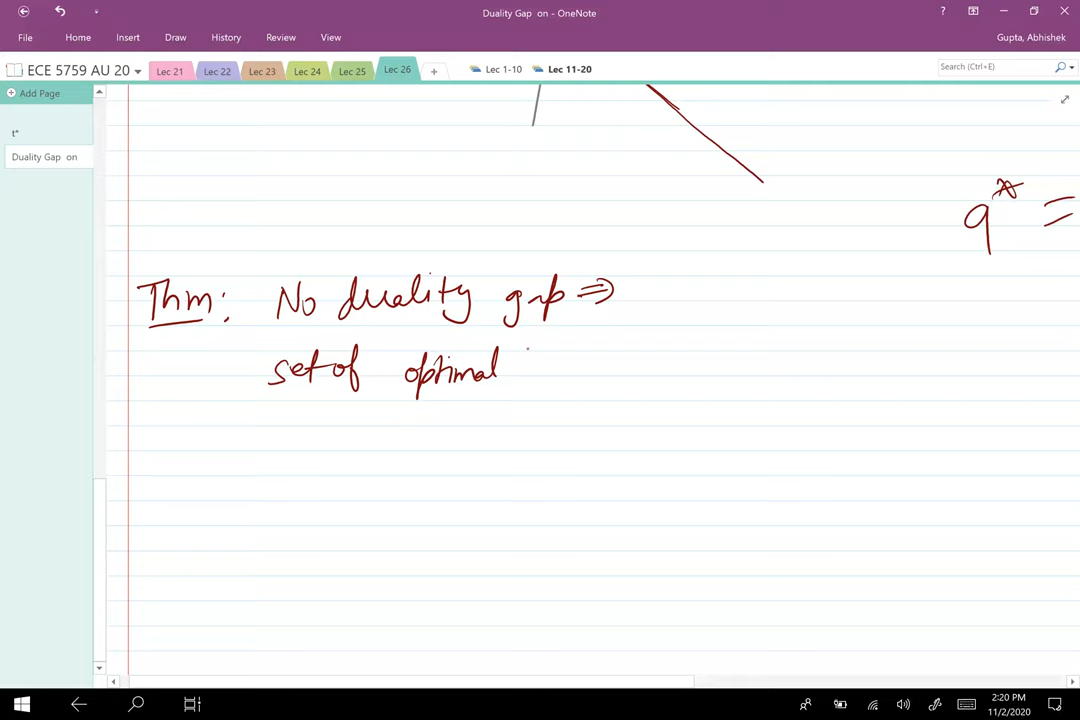 Duality Gap on - OneNote
Gupta, Abhishek
File Home Insert Draw History Review View
ECE 5759 AU 20 Lec 21 Lec 22 Lec 23 Lec 24 Lec 25 Lec 26 + Lec 1-10 Lec 11-20
Search (Ctrl+E)
Add Page
t*
Duality Gap on
q* =
Thm: No duality gap ⇒
set of optimal
2:20 PM
11/2/2020